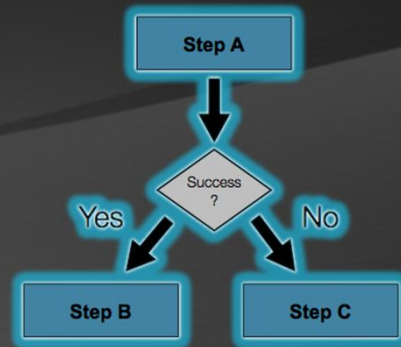 Step A
Success
?
Yes
No
Step B
Step C